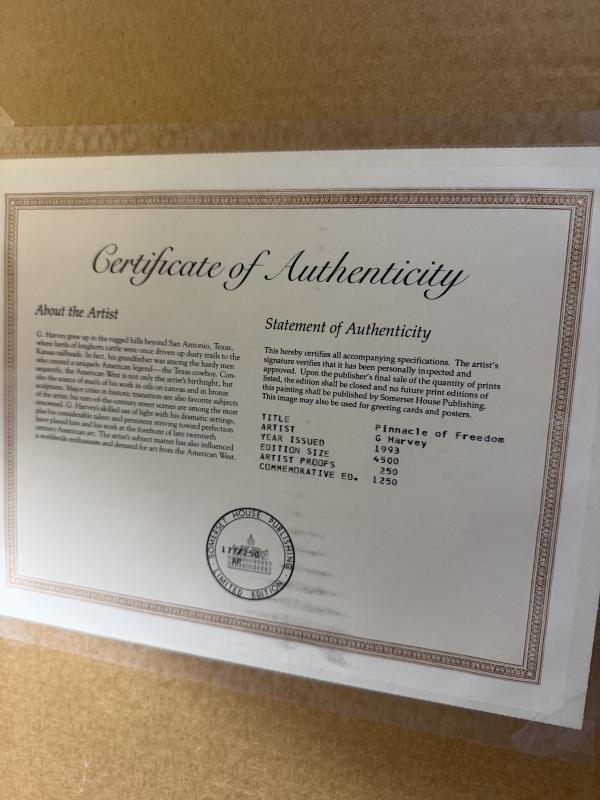 Certificate of Authenticity
About the Artist
G. Harvey grew up in the rugged hills beyond San Antonio, Texas,
where herds of longhorn cattle were once driven up dusty trails to the
Kansas railheads. In fact, his grandfather was among the hardy men
who created a uniquely American legend—the Texas cowboy. Con-
sequently, the American West is not only the artist's birthright, but
also the source of much of his work in oils on canvas and in bronze
sculptures. Major cities in historic transition are also favorite subjects
of the artist; his turn-of-the-century street scenes are among the most
renowned. G. Harvey's skilled use of light with his dramatic settings,
plus his considerable talent and persistent striving toward perfection
have placed him and his work at the forefront of late twentieth
century American art. The artist's subject matter has also influenced
a worldwide enthusiasm and demand for art from the American West.
Statement of Authenticity
This hereby certifies all accompanying specifications. The artist's
signature verifies that it has been personally inspected and
approved. Upon the publisher's final sale of the quantity of prints
listed, the edition shall be closed and no future print editions of
this painting shall be published by Somerset House Publishing.
This image may also be used for greeting cards and posters.
TITLE Pinnacle of Freedom
ARTIST G Harvey
YEAR ISSUED 1993
EDITION SIZE 4500
ARTIST PROOFS 250
COMMEMORATIVE ED. 1250
SOMERSET HOUSE PUBLISHING
177/250
AP
LIMITED EDITION